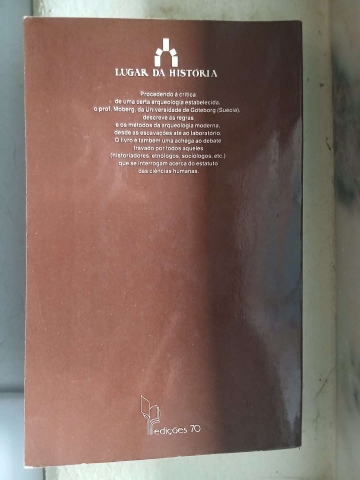 LUGAR DA HISTÓRIA
Procedendo à crítica
de uma certa arqueologia estabelecida,
o prof. Moberg, da Universidade de Göteborg (Suécia),
descreve as regras
e os métodos da arqueologia moderna,
desde as escavações até ao laboratório.
O livro é também uma achega ao debate
travado por todos aqueles
(historiadores, etnólogos, sociólogos, etc.)
que se interrogam acerca do estatuto
das ciências humanas.
edições 70